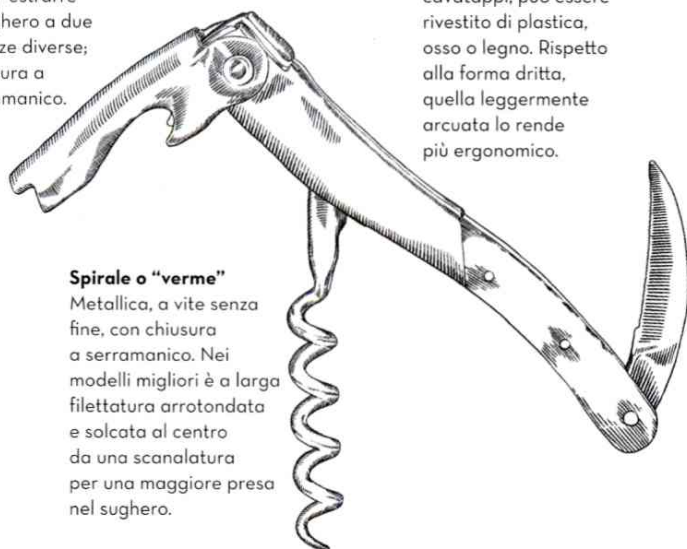 estrarre
hero a due
ze diverse;
ura a
manico.
cavatappi, può essere
rivestito di plastica,
osso o legno. Rispetto
alla forma dritta,
quella leggermente
arcuata lo rende
più ergonomico.
Spirale o “verme”
Metallica, a vite senza
fine, con chiusura
a serramanico. Nei
modelli migliori è a larga
filettatura arrotondata
e solcata al centro
da una scanalatura
per una maggiore presa
nel sughero.